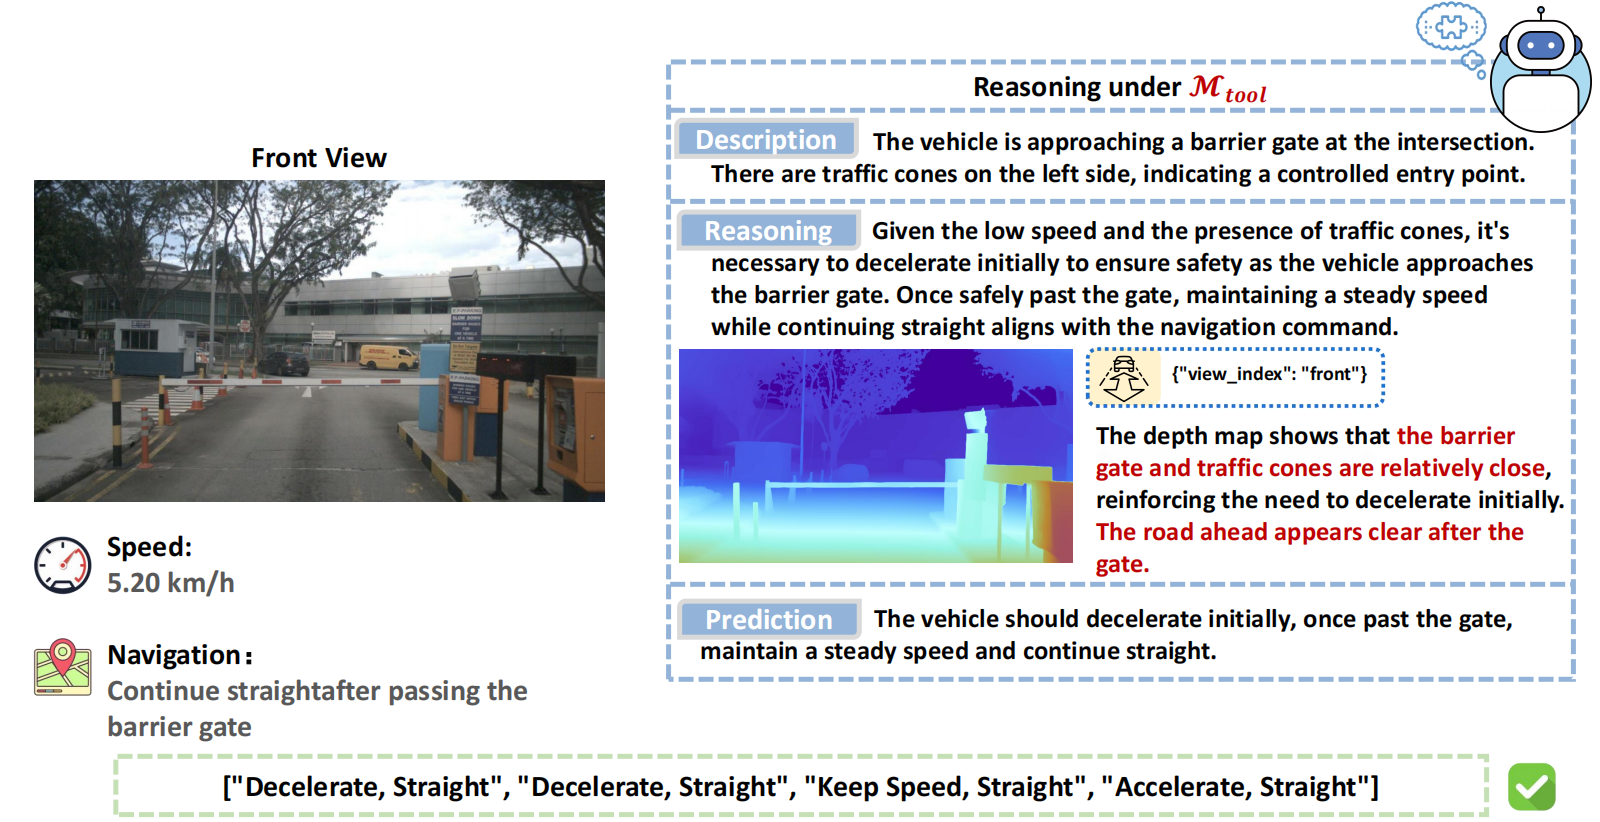 Front View
Speed:
5.20 km/h
Navigation:
Continue straightafter passing the
barrier gate
Reasoning under ℳtool
Description The vehicle is approaching a barrier gate at the intersection.
There are traffic cones on the left side, indicating a controlled entry point.
Reasoning Given the low speed and the presence of traffic cones, it's
necessary to decelerate initially to ensure safety as the vehicle approaches
the barrier gate. Once safely past the gate, maintaining a steady speed
while continuing straight aligns with the navigation command.
{"view_index": "front"}
The depth map shows that the barrier
gate and traffic cones are relatively close,
reinforcing the need to decelerate initially.
The road ahead appears clear after the
gate.
Prediction The vehicle should decelerate initially, once past the gate,
maintain a steady speed and continue straight.
["Decelerate, Straight", "Decelerate, Straight", "Keep Speed, Straight", "Accelerate, Straight"]